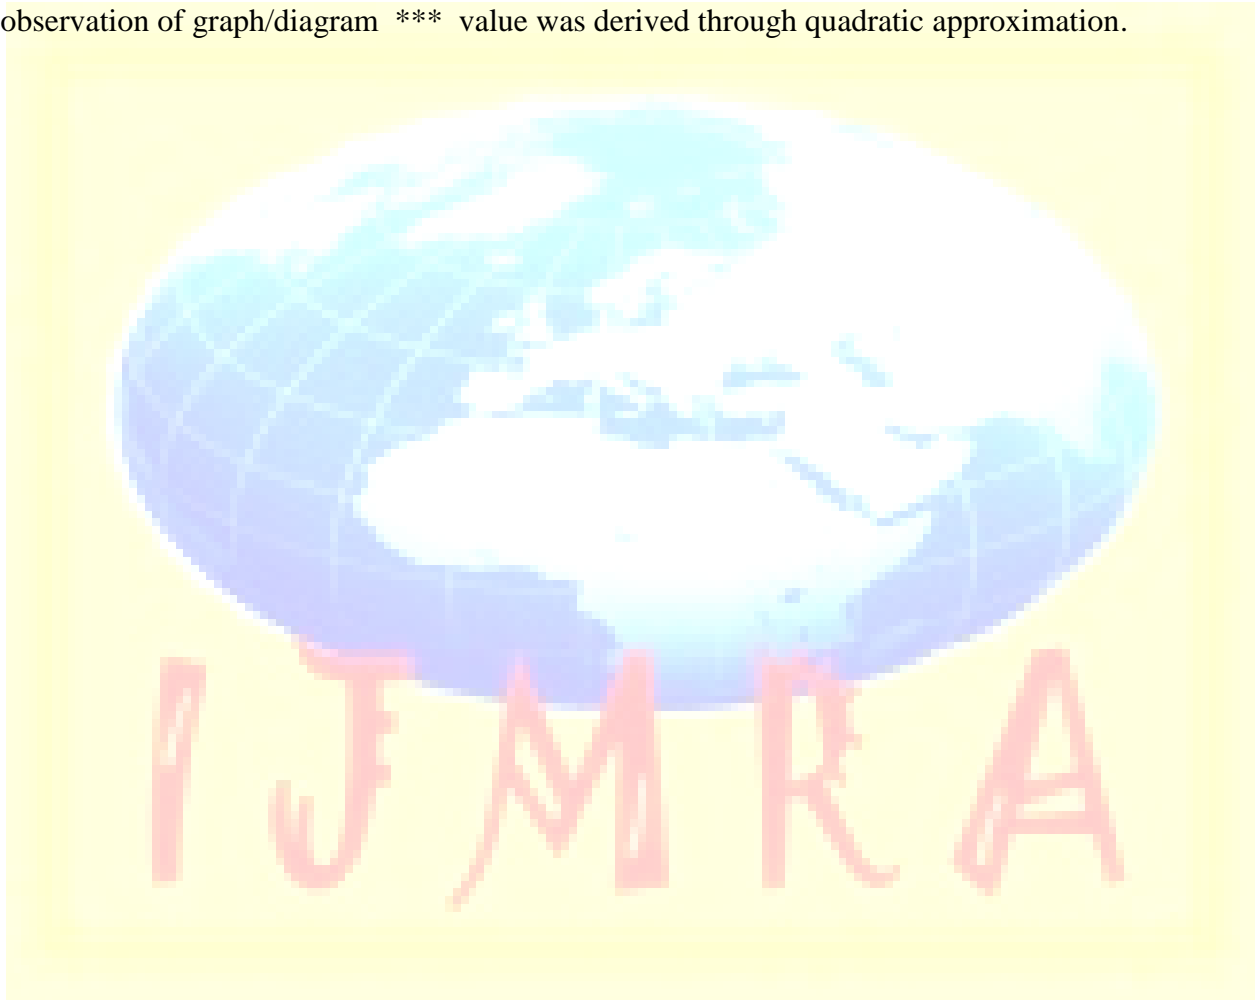 observation of graph/diagram *** value was derived through quadratic approximation.
IJMRA